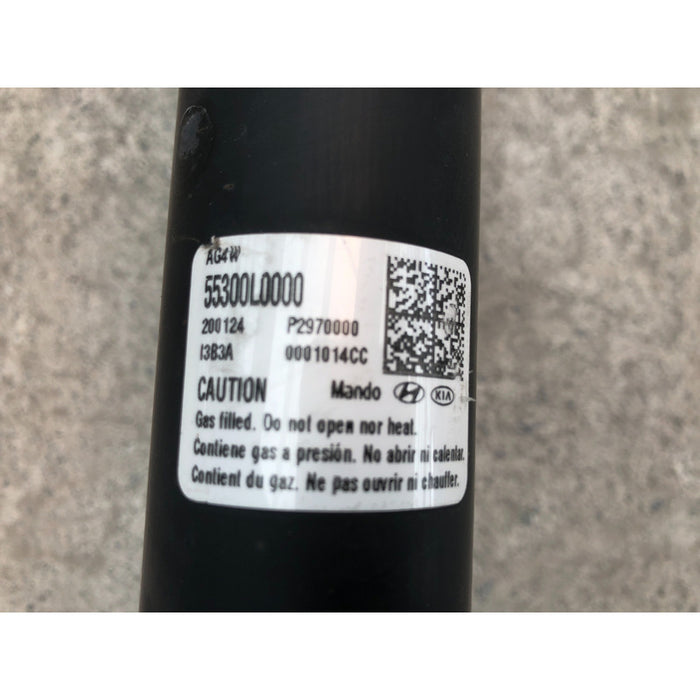 AG4W
55300L0000
200124 P2970000
I3B3A 0001014CC
CAUTION Mando KIA
Gas filled. Do not open nor heat.
Contiene gas a presión. No abrir ni calentar.
Contient du gaz. Ne pas ouvrir ni chauffer.